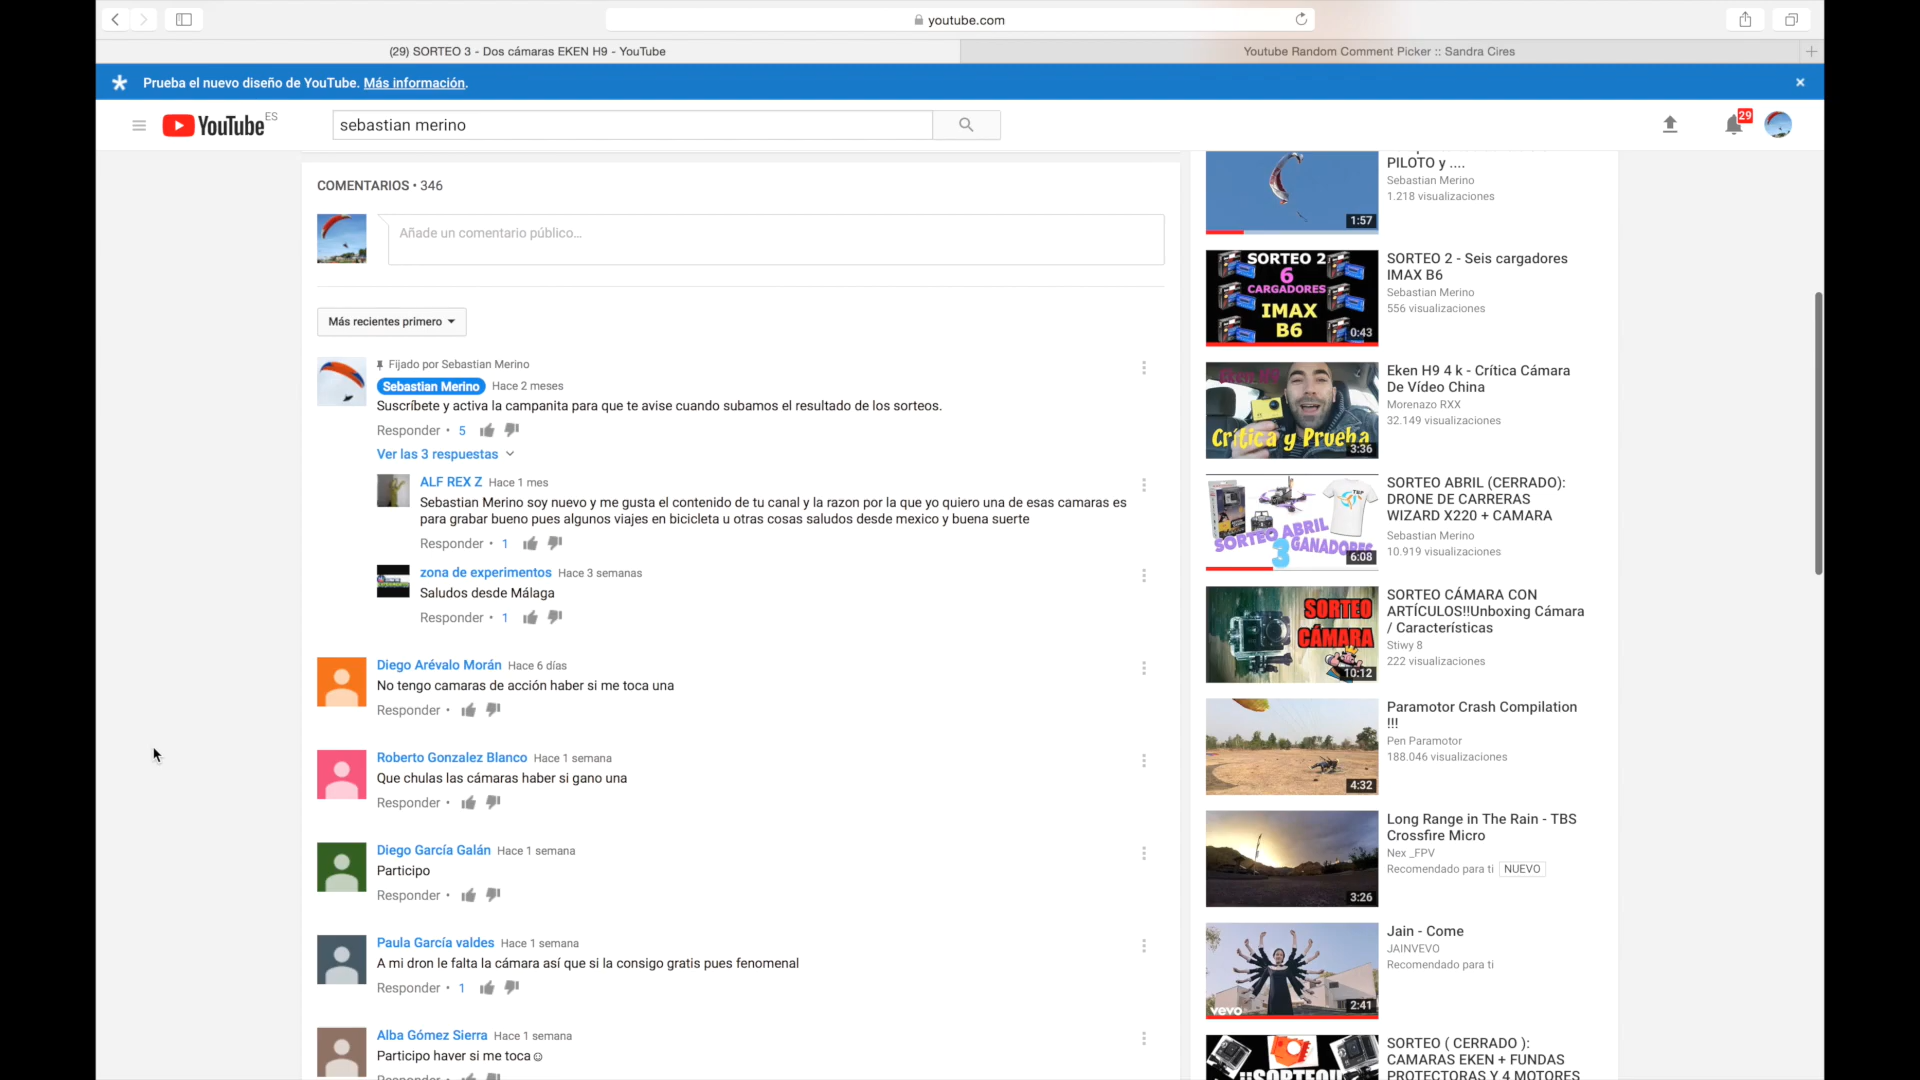 youtube.com
(29) SORTEO 3 - Dos cámaras EKEN H9 - YouTube
Youtube Random Comment Picker :: Sandra Cires
Prueba el nuevo diseño de YouTube. Más información.
YouTube ES
sebastian merino
29
COMENTARIOS • 346
Añade un comentario público...
Más recientes primero
Fijado por Sebastian Merino
Sebastian Merino Hace 2 meses
Suscríbete y activa la campanita para que te avise cuando subamos el resultado de los sorteos.
Responder • 5
Ver las 3 respuestas
ALF REX Z Hace 1 mes
Sebastian Merino soy nuevo y me gusta el contenido de tu canal y la razon por la que yo quiero una de esas camaras es
para grabar bueno pues algunos viajes en bicicleta u otras cosas saludos desde mexico y buena suerte
Responder • 1
zona de experimentos Hace 3 semanas
Saludos desde Málaga
Responder • 1
Diego Arévalo Morán Hace 6 días
No tengo camaras de acción haber si me toca una
Responder •
Roberto Gonzalez Blanco Hace 1 semana
Que chulas las cámaras haber si gano una
Responder •
Diego García Galán Hace 1 semana
Participo
Responder •
Paula García valdes Hace 1 semana
A mi dron le falta la cámara así que si la consigo gratis pues fenomenal
Responder • 1
Alba Gómez Sierra Hace 1 semana
Participo haver si me toca☺
Responder •
PILOTO y ....
Sebastian Merino
1.218 visualizaciones
1:57
SORTEO 2
6
CARGADORES
IMAX
B6
0:43
SORTEO 2 - Seis cargadores
IMAX B6
Sebastian Merino
556 visualizaciones
Eken H9
Crítica y Prueba
3:36
Eken H9 4 k - Crítica Cámara
De Vídeo China
Morenazo RXX
32.149 visualizaciones
TBP
SORTEO ABRIL
3 GANADORES
6:08
SORTEO ABRIL (CERRADO):
DRONE DE CARRERAS
WIZARD X220 + CAMARA
Sebastian Merino
10.919 visualizaciones
SORTEO
CÁMARA
10:12
SORTEO CÁMARA CON
ARTÍCULOS!!Unboxing Cámara
/ Características
Stiwy 8
222 visualizaciones
4:32
Paramotor Crash Compilation
!!!
Pen Paramotor
188.046 visualizaciones
3:26
Long Range in The Rain - TBS
Crossfire Micro
Nex _FPV
Recomendado para ti NUEVO
vevo
2:41
Jain - Come
JAINVEVO
Recomendado para ti
¡¡SORTEO!!
SORTEO ( CERRADO ):
CAMARAS EKEN + FUNDAS
PROTECTORAS Y 4 MOTORES